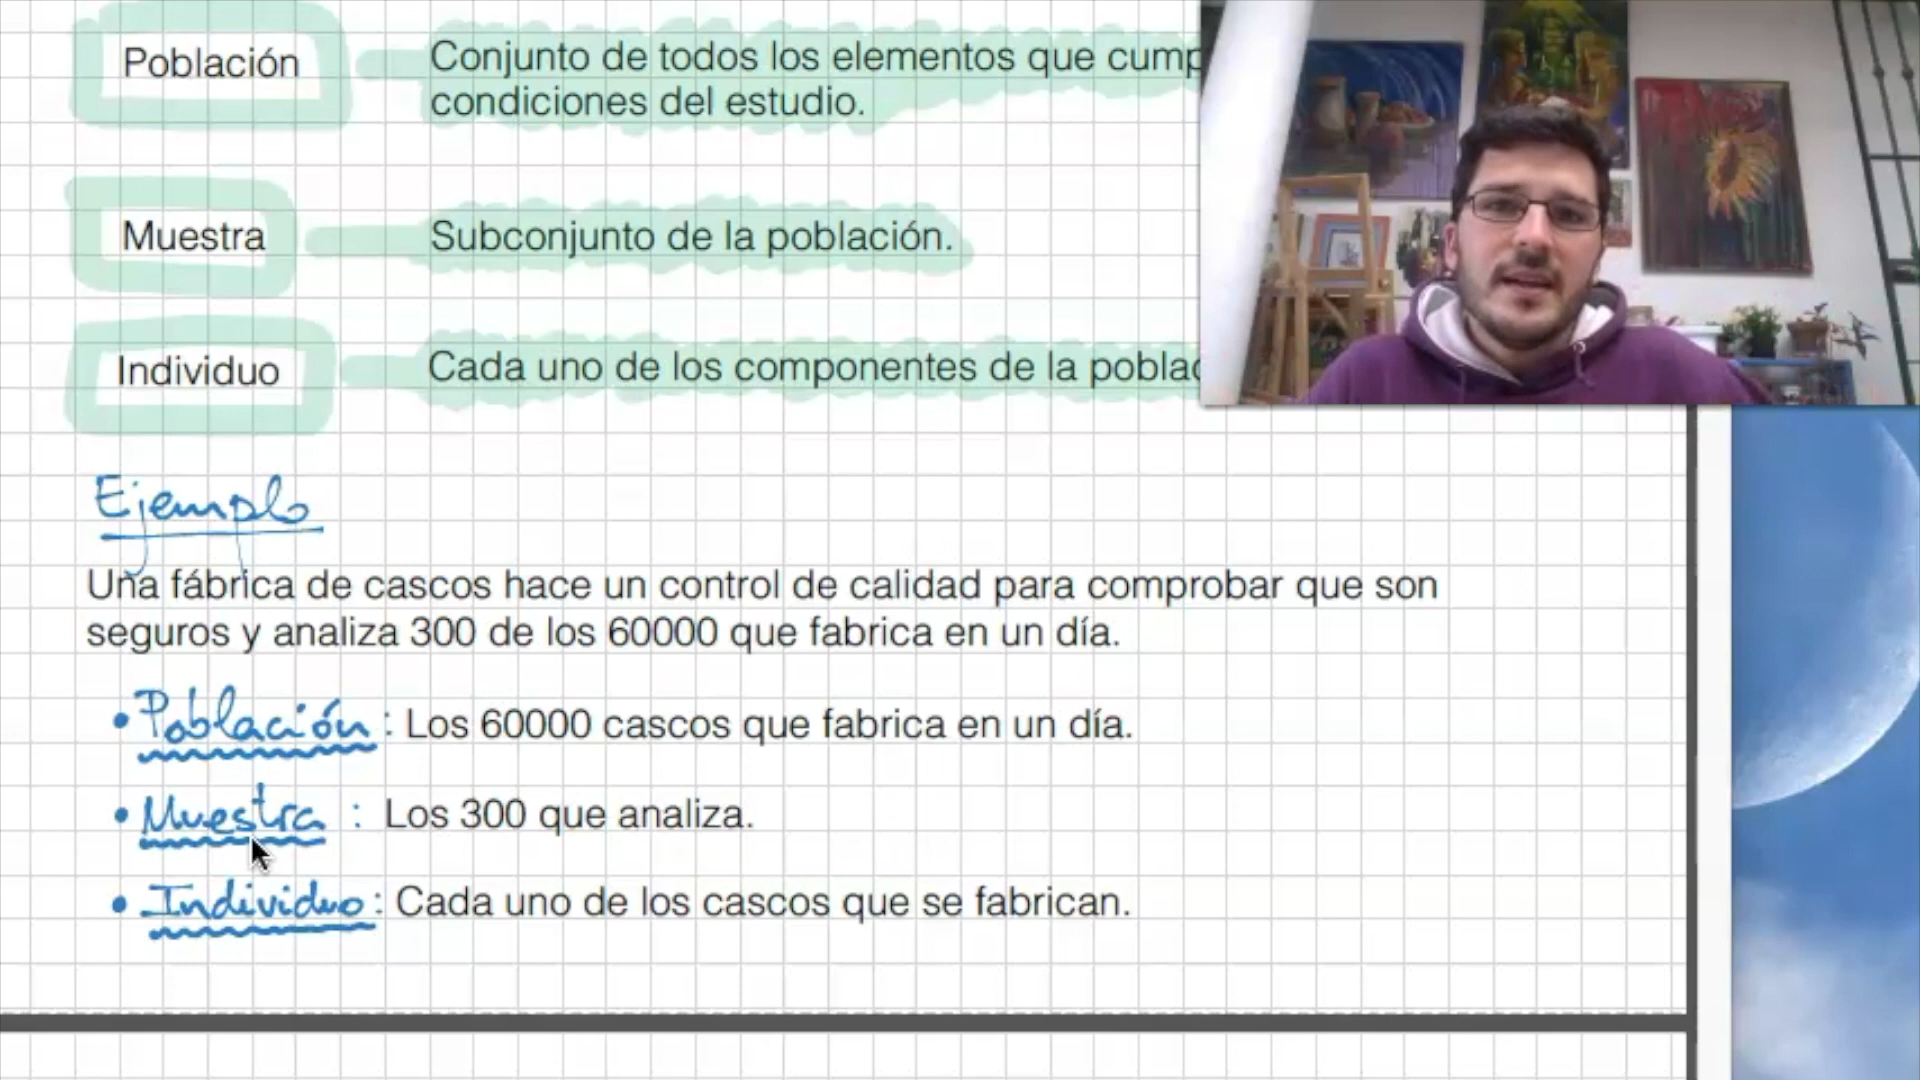 Población
Conjunto de todos los elementos que
condiciones del estudio.
Muestra
Subconjunto de la población.
Individuo
Cada uno de los componentes de la
Ejemplo
Una fábrica de cascos hace un control de calidad para comprobar que son
seguros y analiza 300 de los 60000 que fabrica en un día.
• Población: Los 60000 cascos que fabrica en un día.
• Muestra : Los 300 que analiza.
• Individuo: Cada uno de los cascos que se fabrican.